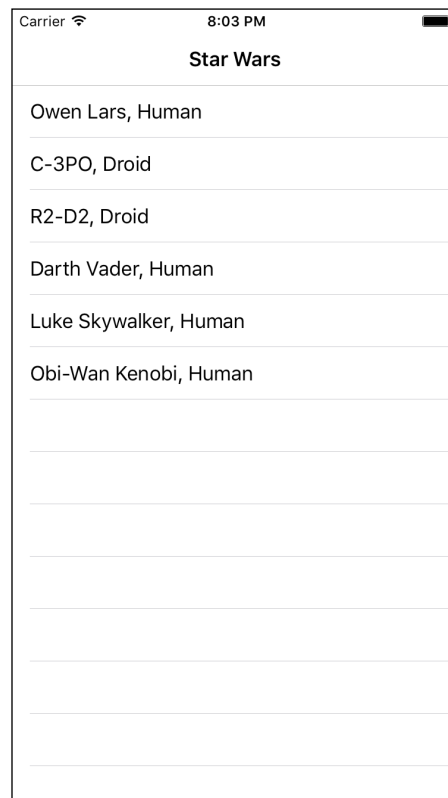 Carrier 8:03 PM
Star Wars
Owen Lars, Human
C-3PO, Droid
R2-D2, Droid
Darth Vader, Human
Luke Skywalker, Human
Obi-Wan Kenobi, Human